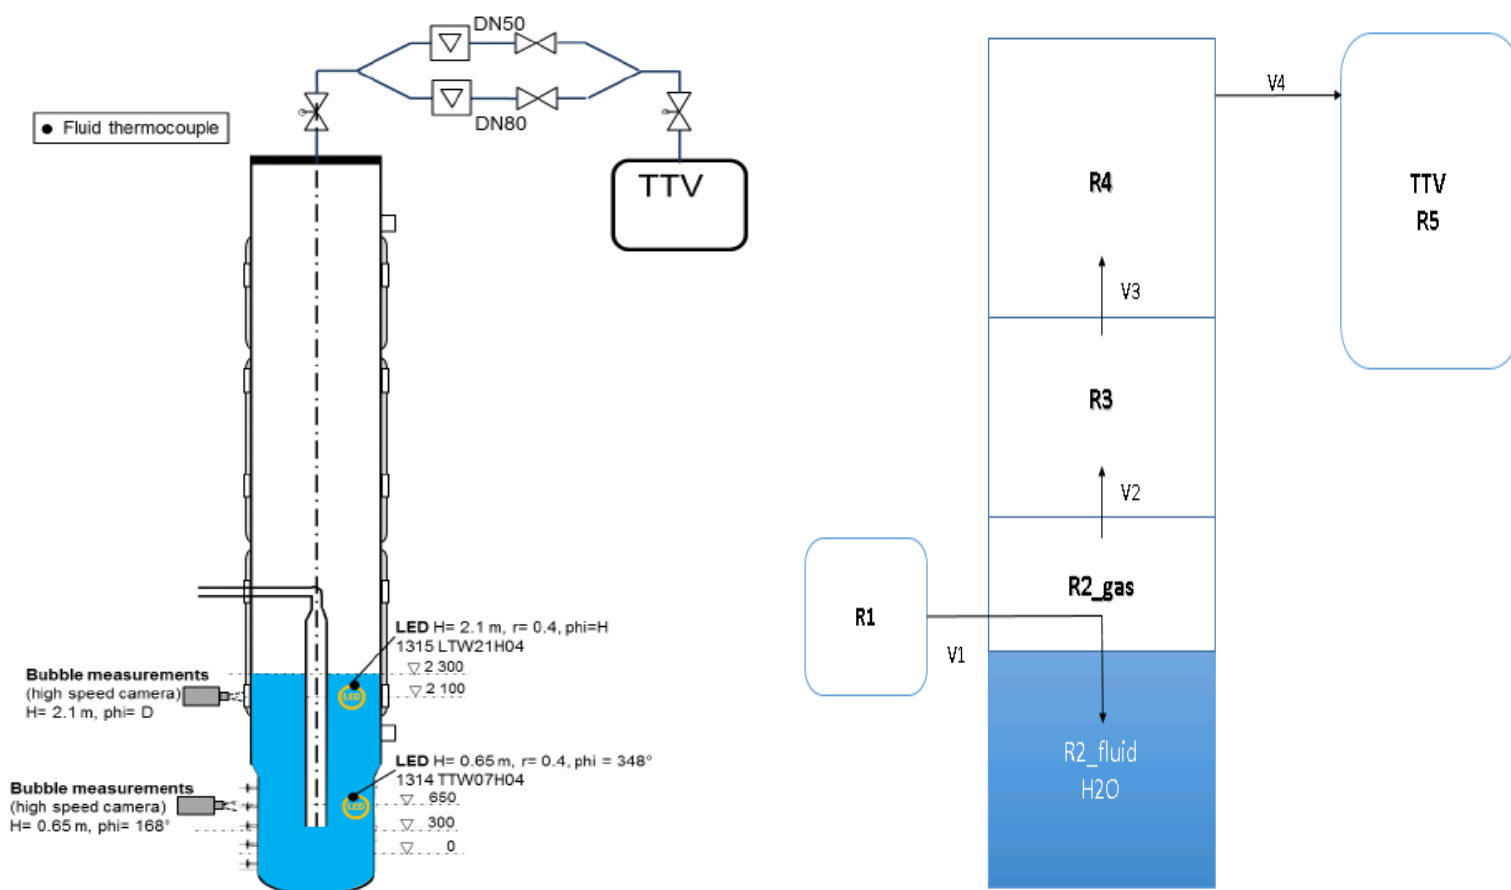 DN50
DN80
● Fluid thermocouple
TTV
LED H= 2.1 m, r= 0.4, phi=H
1315 LTW21H04
▽ 2 300
▽ 2 100
LED
Bubble measurements
(high speed camera)
H= 2.1 m, phi= D
LED H= 0.65 m, r= 0.4, phi = 348°
1314 TTW07H04
▽ 650
LED
▽ 300
▽ 0
Bubble measurements
(high speed camera)
H= 0.65 m, phi= 168°
V4
R4
TTV
R5
V3
R3
V2
R2_gas
R1
V1
R2_fluid
H2O